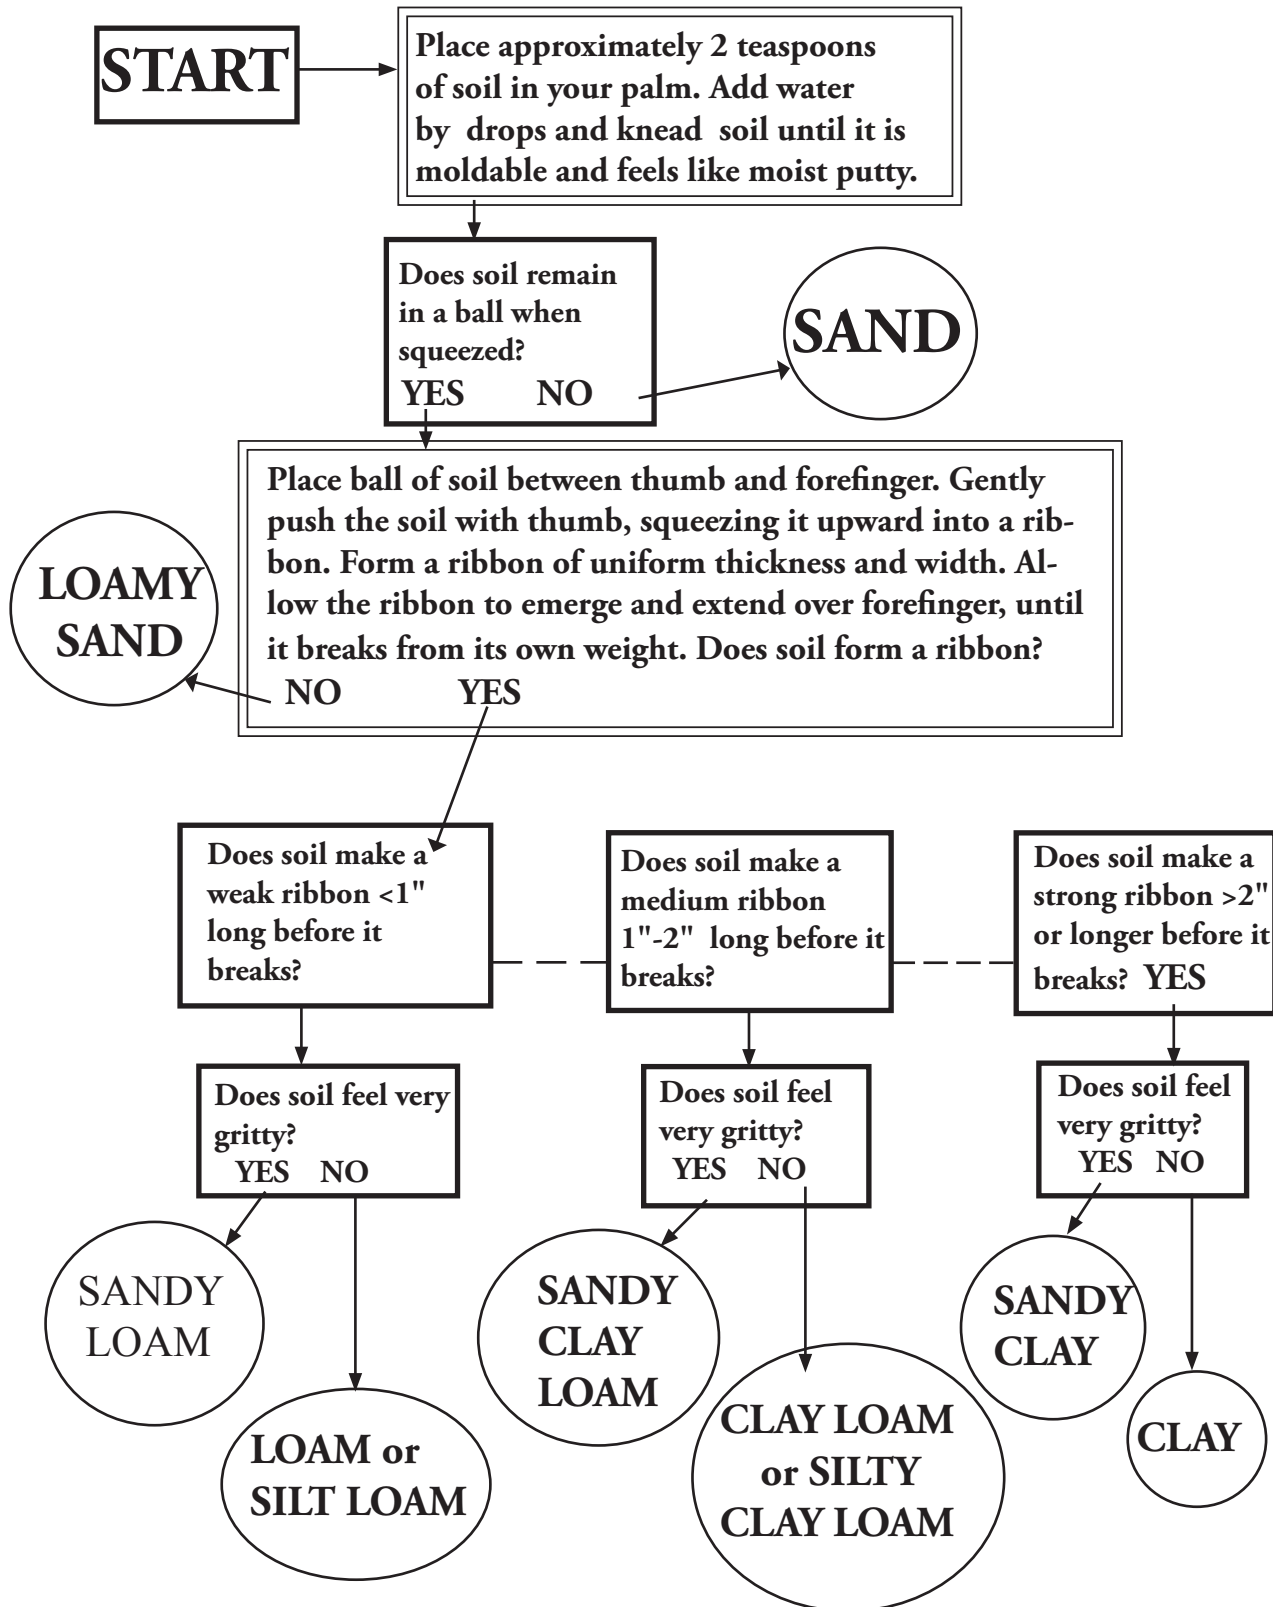 START
Place approximately 2 teaspoons
of soil in your palm. Add water
by drops and knead soil until it is
moldable and feels like moist putty.
Does soil remain
in a ball when
squeezed?
YES NO
SAND
Place ball of soil between thumb and forefinger. Gently
push the soil with thumb, squeezing it upward into a rib-
bon. Form a ribbon of uniform thickness and width. Al-
low the ribbon to emerge and extend over forefinger, until
it breaks from its own weight. Does soil form a ribbon?
NO YES
LOAMY
SAND
Does soil make a
weak ribbon <1"
long before it
breaks?
Does soil make a
medium ribbon
1"-2" long before it
breaks?
Does soil make a
strong ribbon >2"
or longer before it
breaks? YES
Does soil feel very
gritty?
YES NO
Does soil feel
very gritty?
YES NO
Does soil feel
very gritty?
YES NO
SANDY
LOAM
LOAM or
SILT LOAM
SANDY
CLAY
LOAM
CLAY LOAM
or SILTY
CLAY LOAM
SANDY
CLAY
CLAY